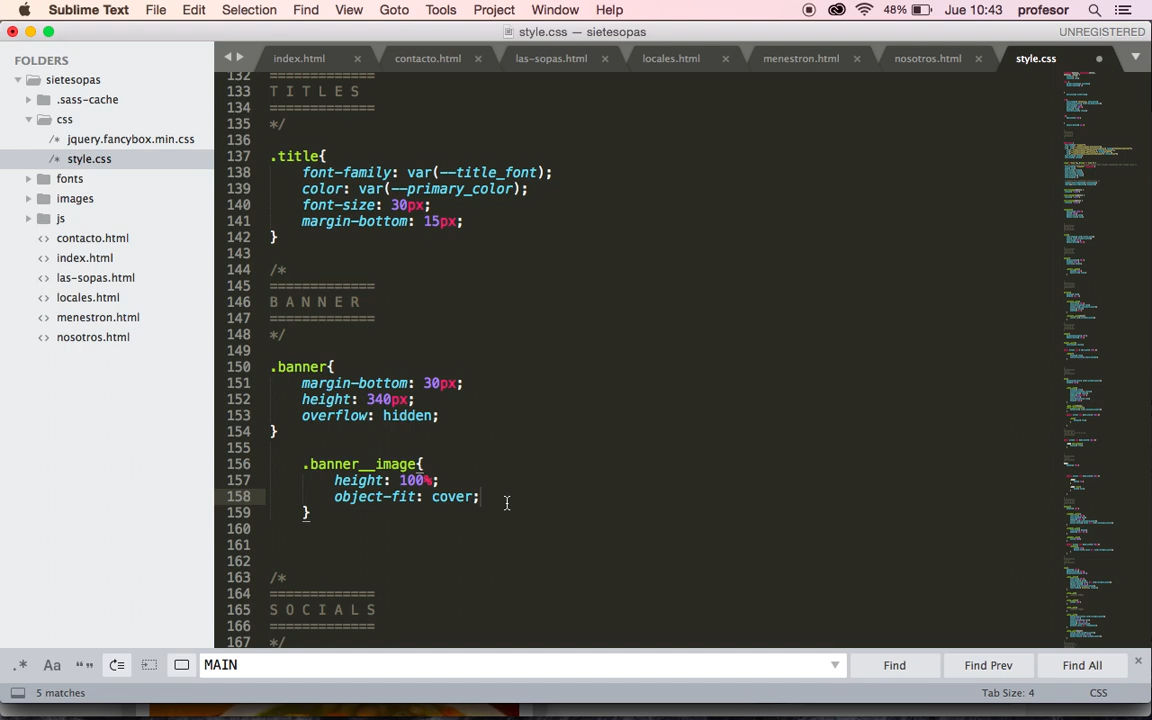 Sublime Text File Edit Selection Find View Goto Tools Project Window Help 48% Jue 10:43 profesor
style.css — sietesopas UNREGISTERED
FOLDERS
sietesopas
.sass-cache
css
/* jquery.fancybox.min.css
/* style.css
fonts
images
js
<> contacto.html
<> index.html
<> las-sopas.html
<> locales.html
<> menestron.html
<> nosotros.html
index.html × contacto.html × las-sopas.html × locales.html × menestron.html × nosotros.html × style.css
132 =============
133 T I T L E S
134 =============
135 */
136
137 .title{
138 font-family: var(--title_font);
139 color: var(--primary_color);
140 font-size: 30px;
141 margin-bottom: 15px;
142 }
143
144 /*
145 =============
146 B A N N E R
147 =============
148 */
149
150 .banner{
151 margin-bottom: 30px;
152 height: 340px;
153 overflow: hidden;
154 }
155
156 .banner__image{
157 height: 100%;
158 object-fit: cover;
159 }
160
161
162
163 /*
164 =============
165 S O C I A L S
166 =============
167 */
.* Aa “” MAIN Find Find Prev Find All ×
5 matches Tab Size: 4 CSS